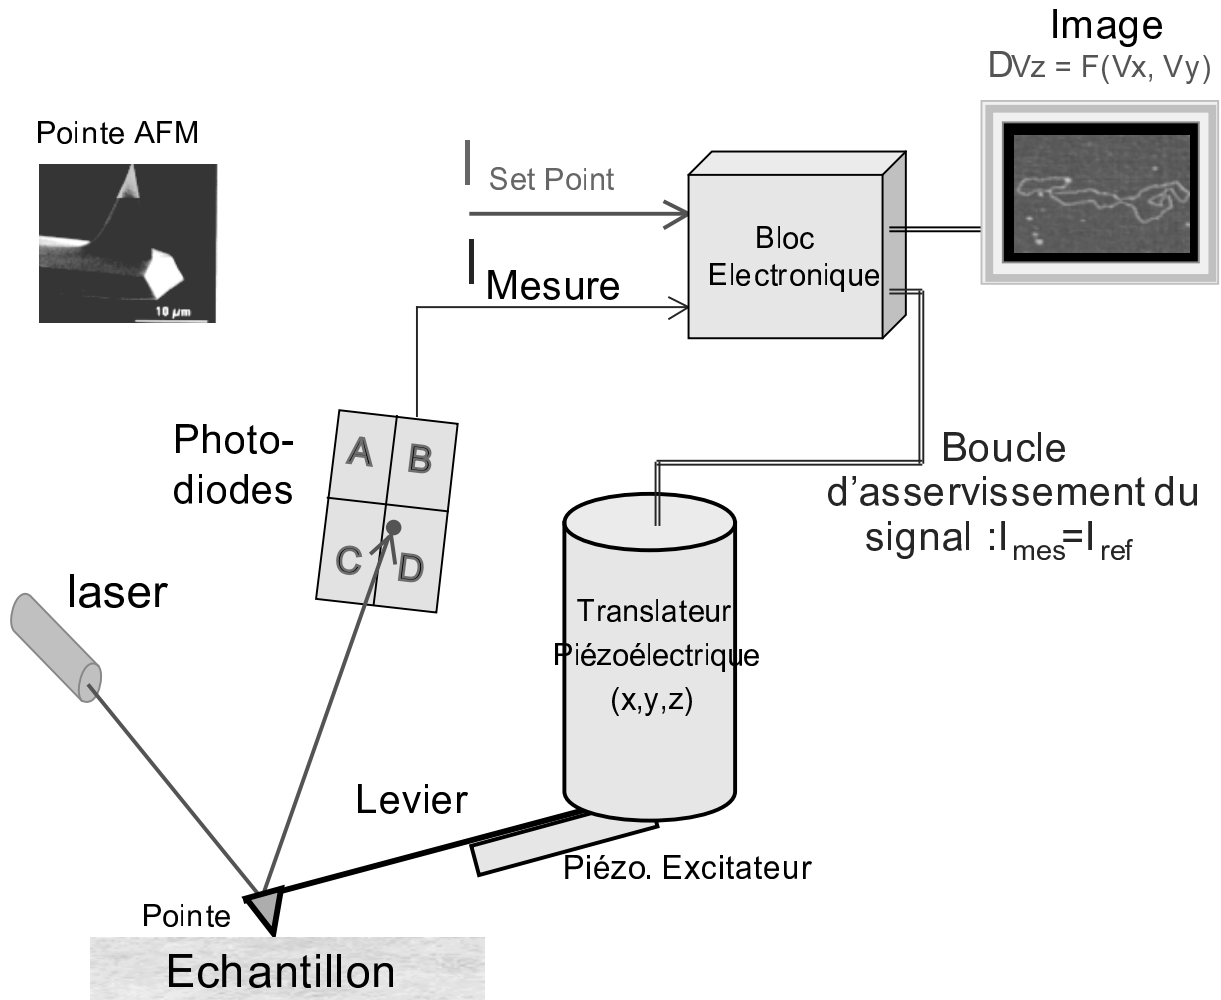 Image
DVz = F(Vx, Vy)
Pointe AFM
10 µm
I Set Point
I Mesure
Bloc
Electronique
Photo-
diodes
A B
C D
Boucle
d’asservissement du
signal :Imes=Iref
laser
Translateur
Piézoélectrique
(x,y,z)
Levier
Piézo. Excitateur
Pointe
Echantillon